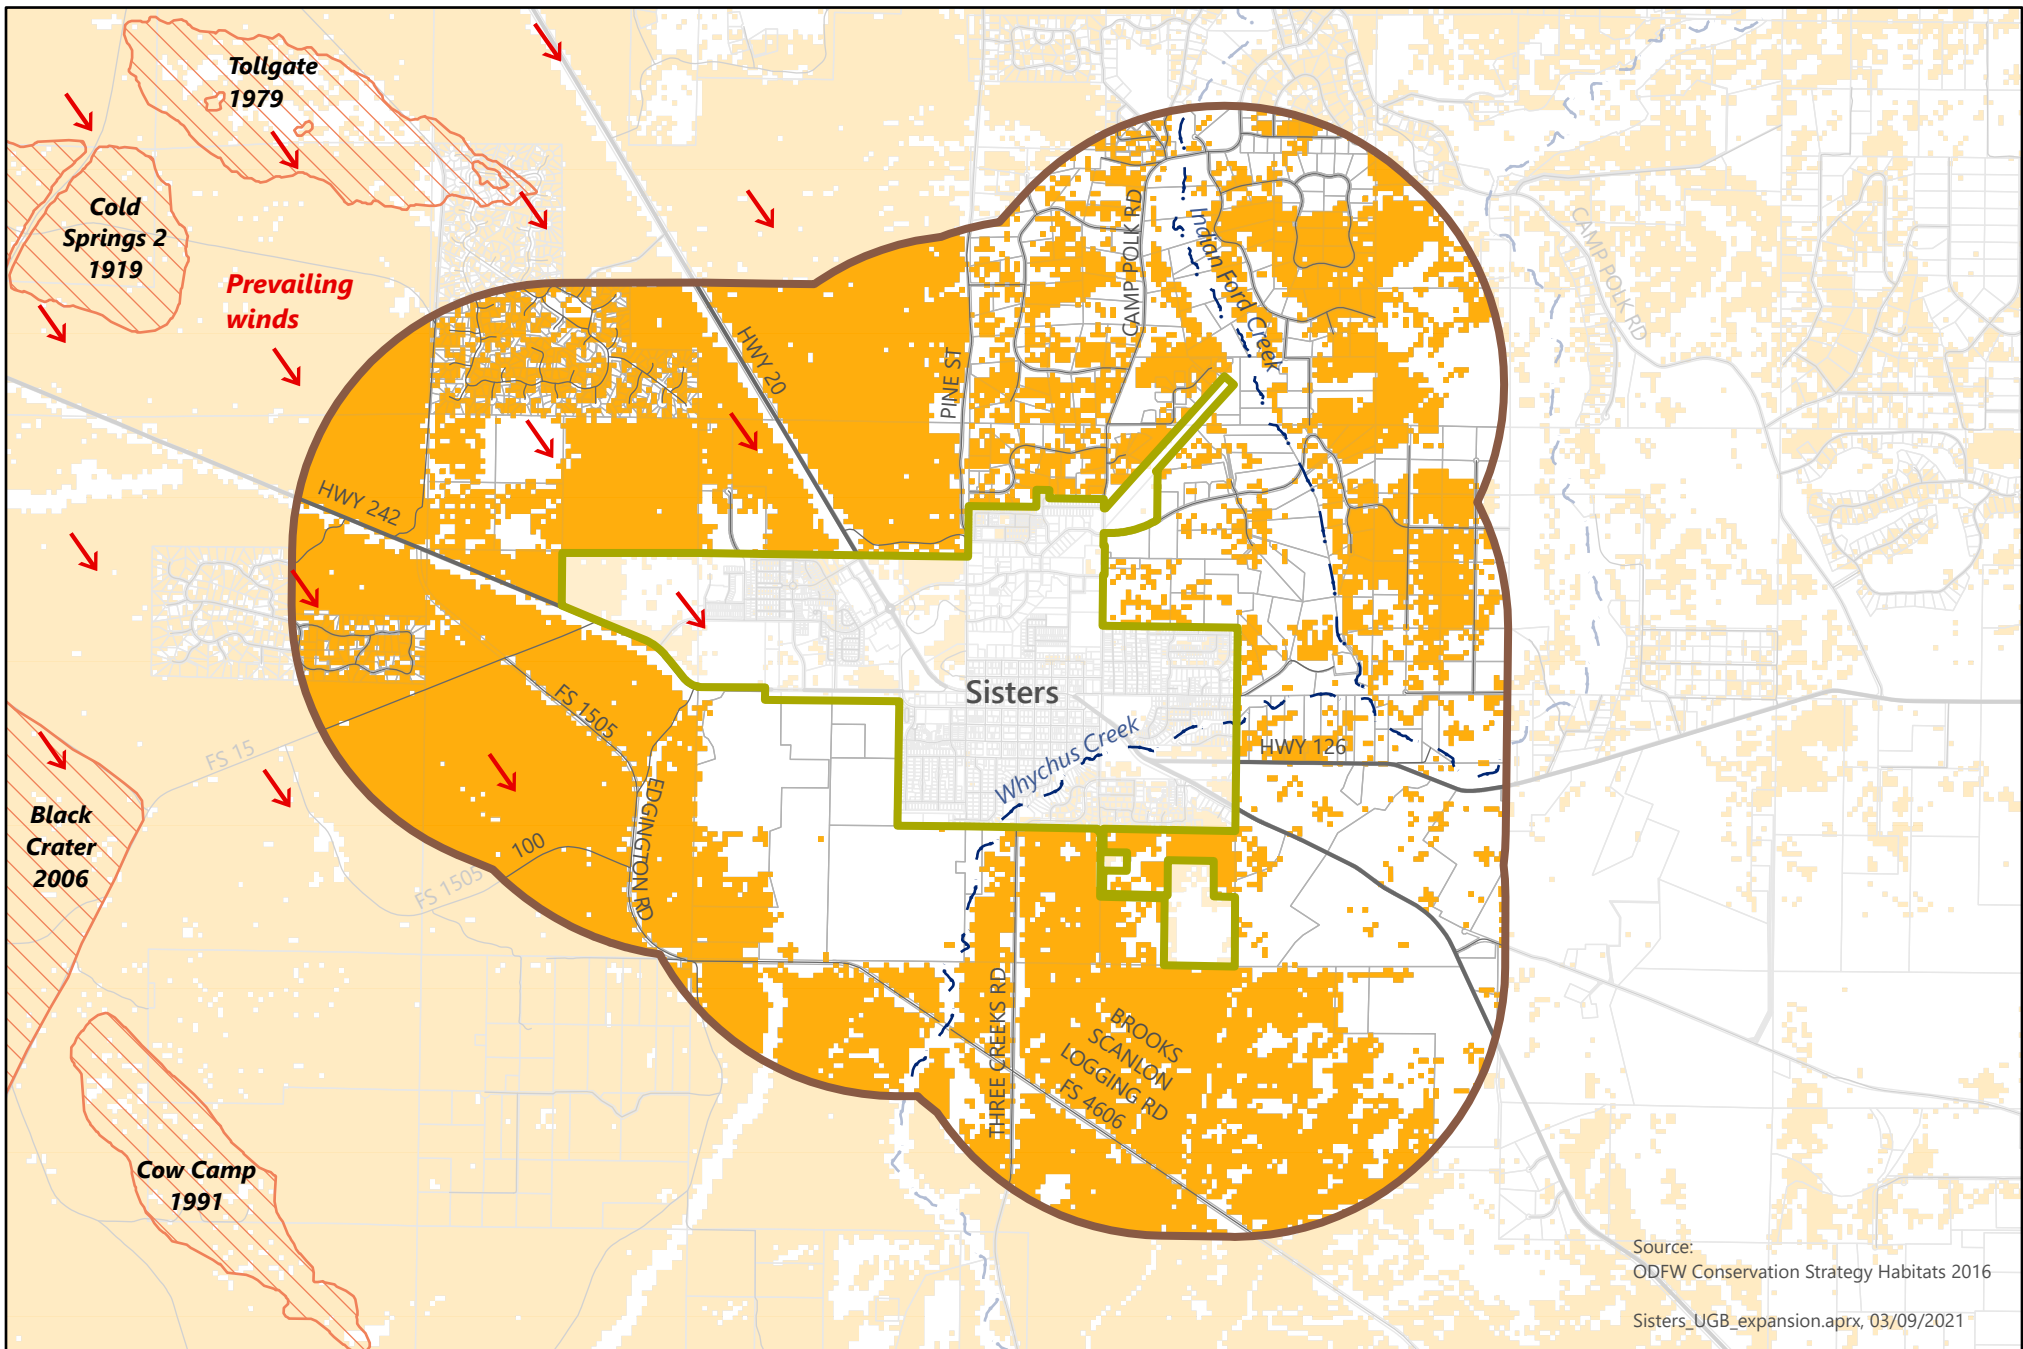 Tollgate
1979
Cold
Springs 2
1919
Prevailing
winds
CAMP POLK RD
Indian Ford Creek
CAMP POLK RD
HWY 20
PINE ST
HWY 242
Sisters
FS 1505
Whychus Creek
HWY 126
FS 15
EDGINGTON RD
Black
Crater
2006
100
FS 1505
THREE CREEKS RD
BROOKS
SCANLON
LOGGING RD
FS 4606
Cow Camp
1991
Source:
ODFW Conservation Strategy Habitats 2016
Sisters_UGB_expansion.aprx, 03/09/2021